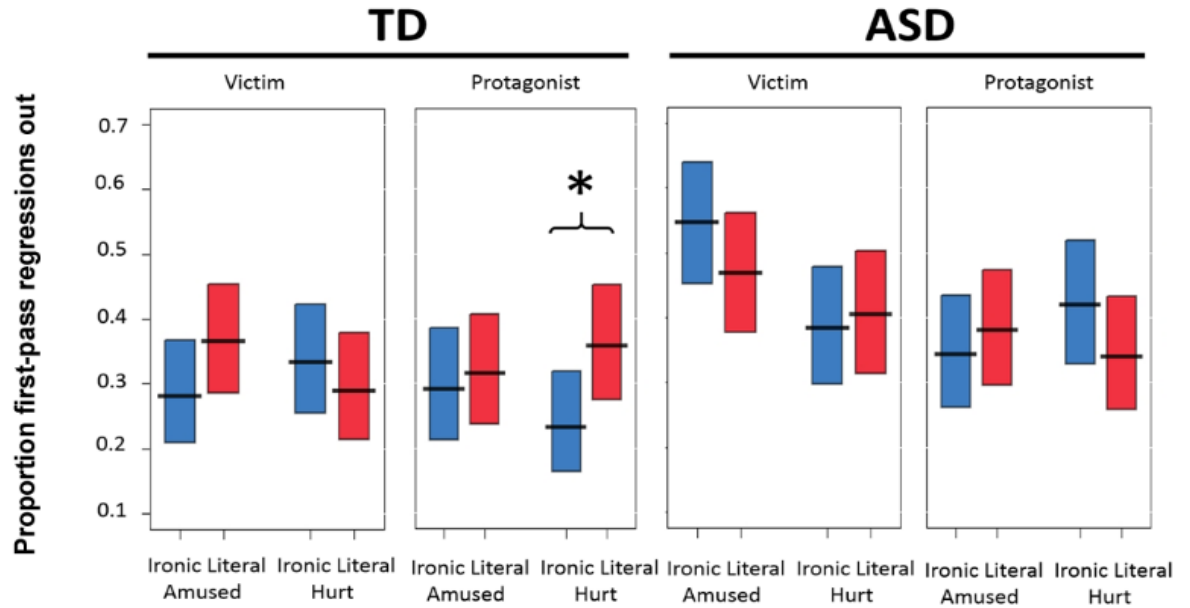 TD ASD
Victim Protagonist Victim Protagonist
Proportion first-pass regressions out
0.7
0.6
0.5
0.4
0.3
0.2
0.1
*
Ironic Literal Ironic Literal Ironic Literal Ironic Literal Ironic Literal Ironic Literal Ironic Literal Ironic Literal
Amused Hurt Amused Hurt Amused Hurt Amused Hurt